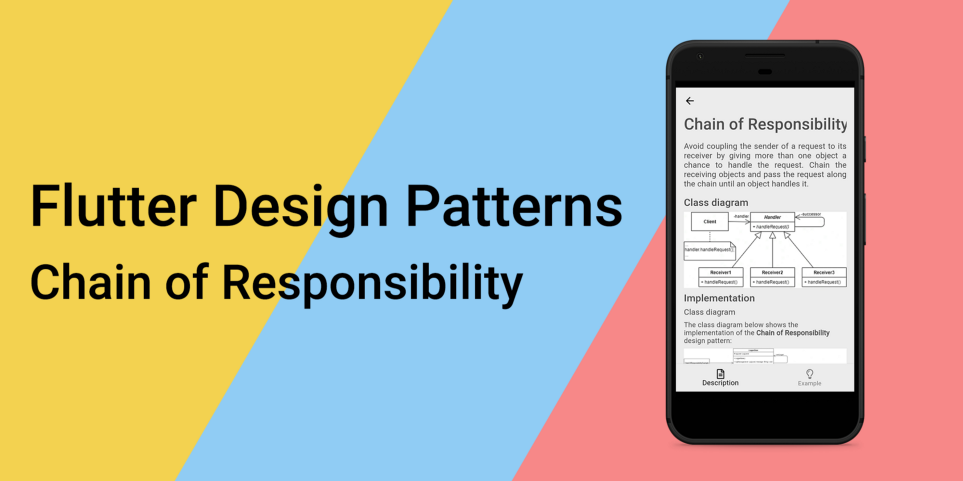 Flutter Design Patterns
Chain of Responsibility
Chain of Responsibility
Avoid coupling the sender of a request to its
receiver by giving more than one object a
chance to handle the request. Chain the
receiving objects and pass the request along
the chain until an object handles it.
Class diagram
Client
-handler
Handler
-successor
+ handleRequest()
handler.handleRequest()
Receiver1
Receiver2
Receiver3
+ handleRequest()
+ handleRequest()
+ handleRequest()
Implementation
Class diagram
The class diagram below shows the
implementation of the Chain of Responsibility
design pattern:
Description
Example